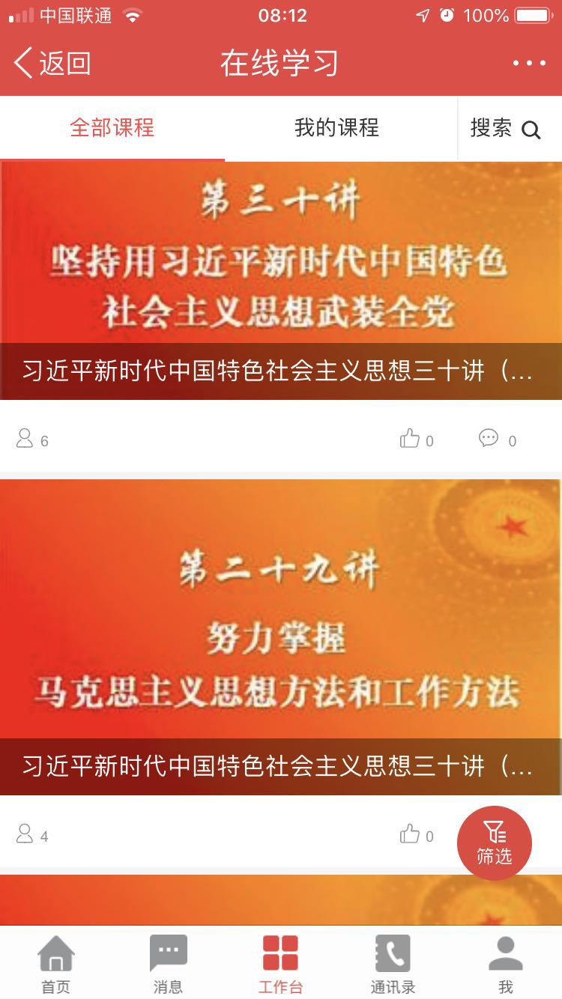 中国联通 08:12 100%
返回 在线学习
全部课程 我的课程 搜索
第三十讲
坚持用习近平新时代中国特色
社会主义思想武装全党
习近平新时代中国特色社会主义思想三十讲（...
6 0 0
第二十九讲
努力掌握
马克思主义思想方法和工作方法
习近平新时代中国特色社会主义思想三十讲（...
4 0
筛选
首页 消息 工作台 通讯录 我